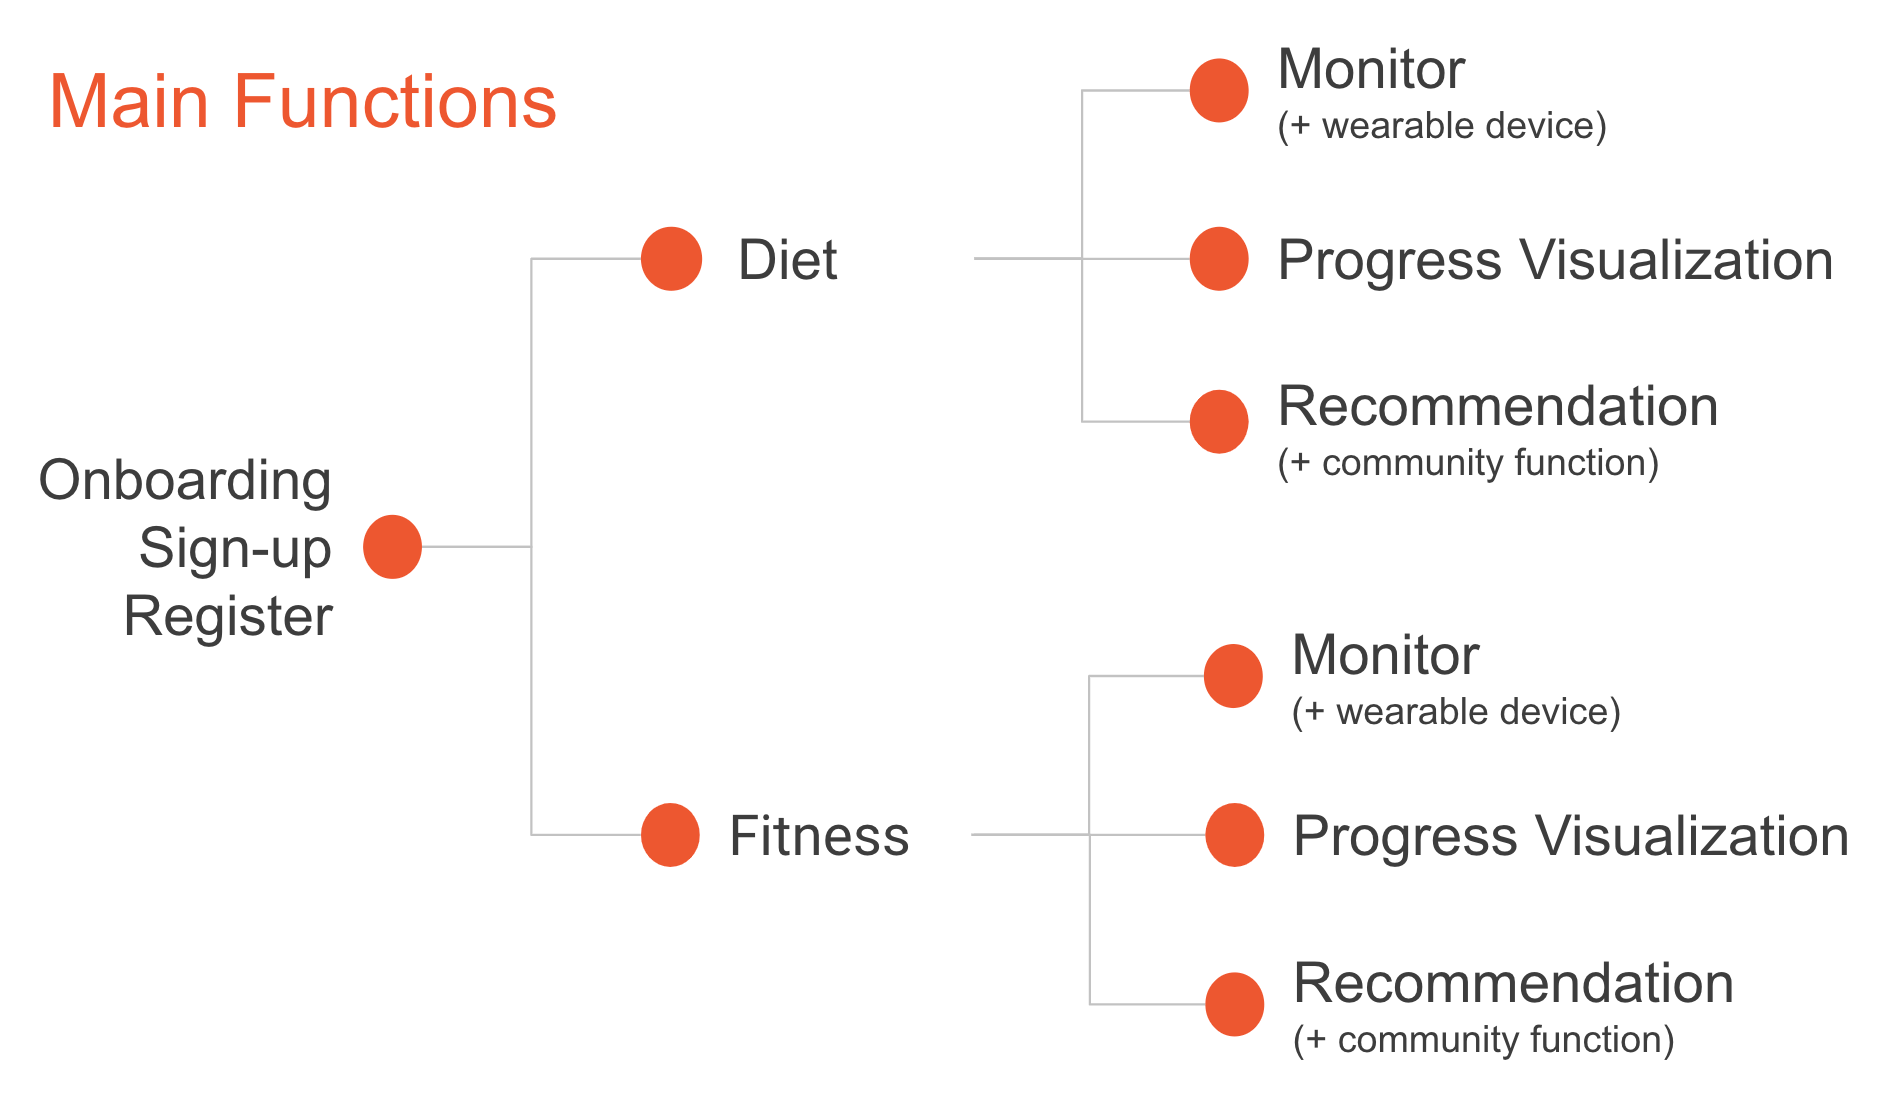 Main Functions
Onboarding
Sign-up
Register
Diet
Monitor
(+ wearable device)
Progress Visualization
Recommendation
(+ community function)
Fitness
Monitor
(+ wearable device)
Progress Visualization
Recommendation
(+ community function)